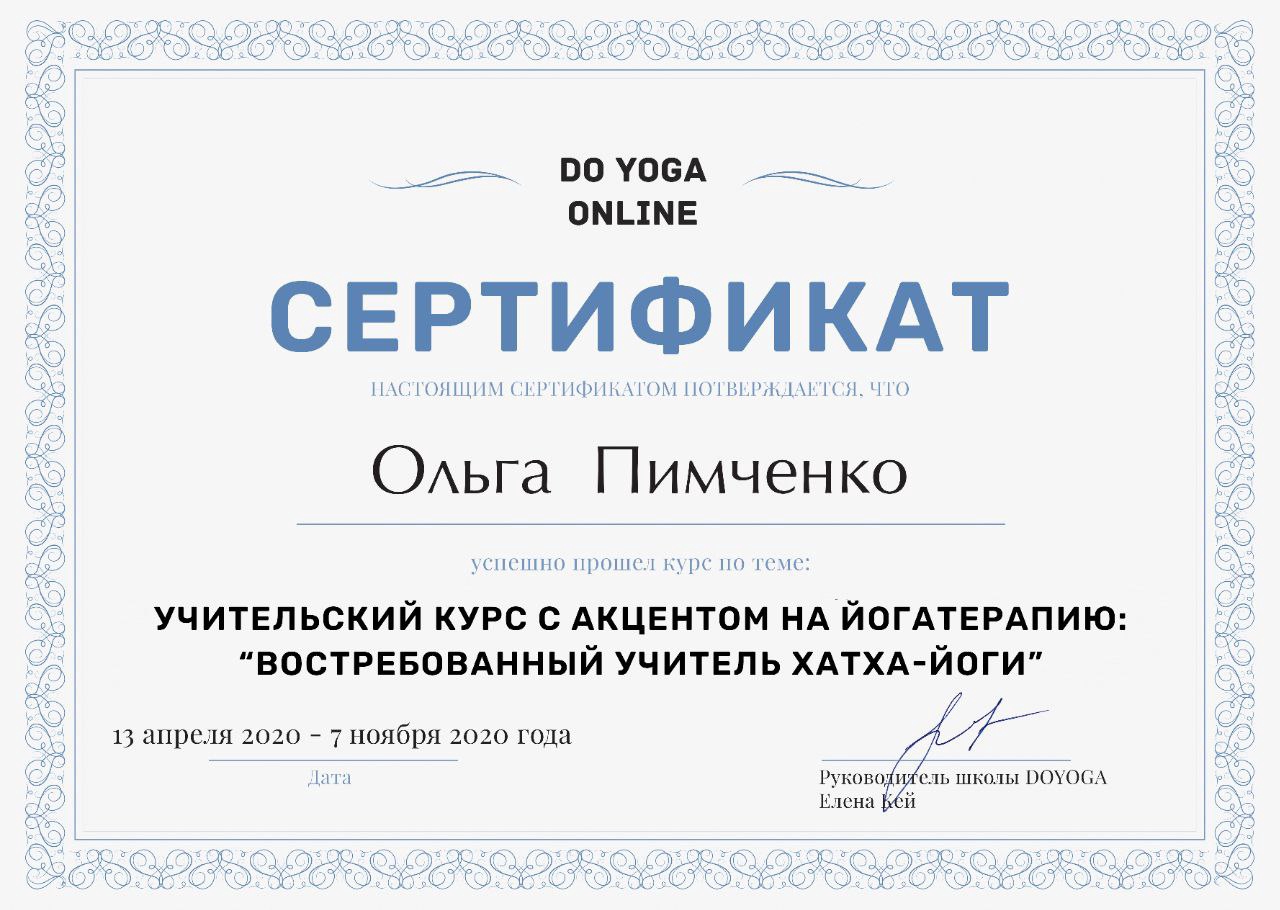 DO YOGA
ONLINE
СЕРТИФИКАТ
НАСТОЯЩИМ СЕРТИФИКАТОМ ПОТВЕРЖДАЕТСЯ, ЧТО
Ольга Пимченко
успешно прошел курс по теме:
УЧИТЕЛЬСКИЙ КУРС С АКЦЕНТОМ НА ЙОГАТЕРАПИЮ:
“ВОСТРЕБОВАННЫЙ УЧИТЕЛЬ ХАТХА-ЙОГИ”
13 апреля 2020 - 7 ноября 2020 года
Дата
Руководитель школы DOYOGA
Елена Кей